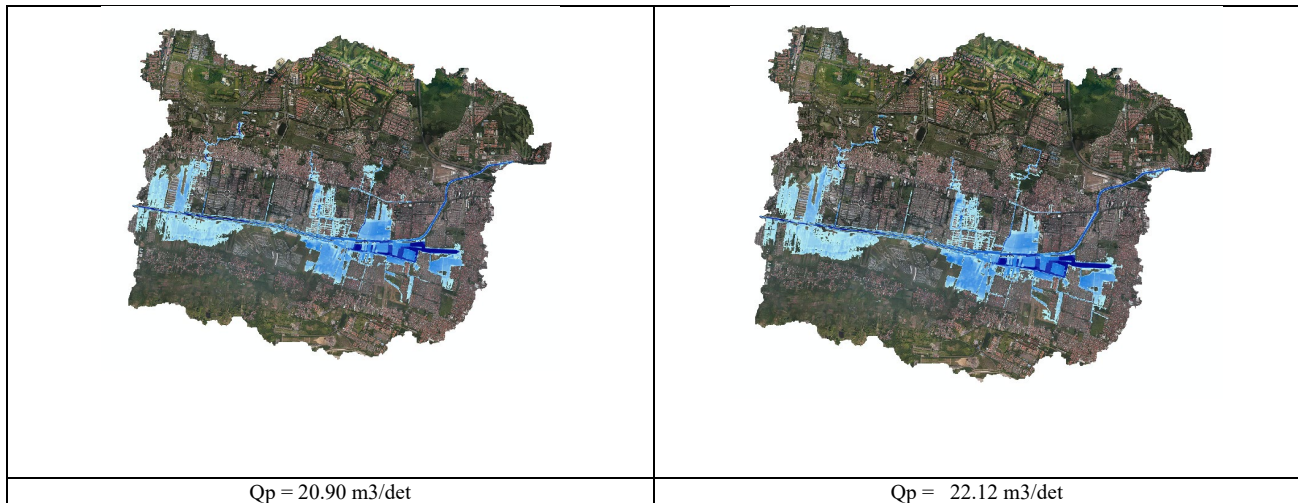 Qp = 20.90 m3/det
Qp = 22.12 m3/det